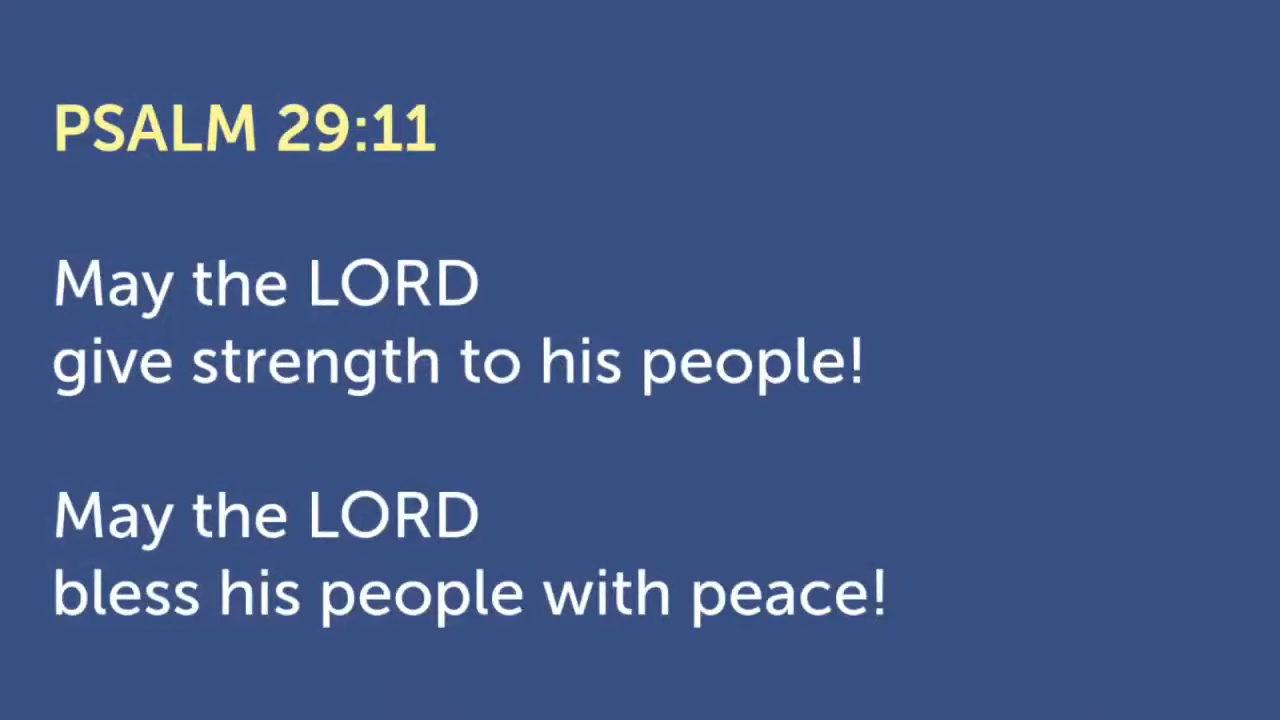 PSALM 29:11
May the LORD
give strength to his people!
May the LORD
bless his people with peace!